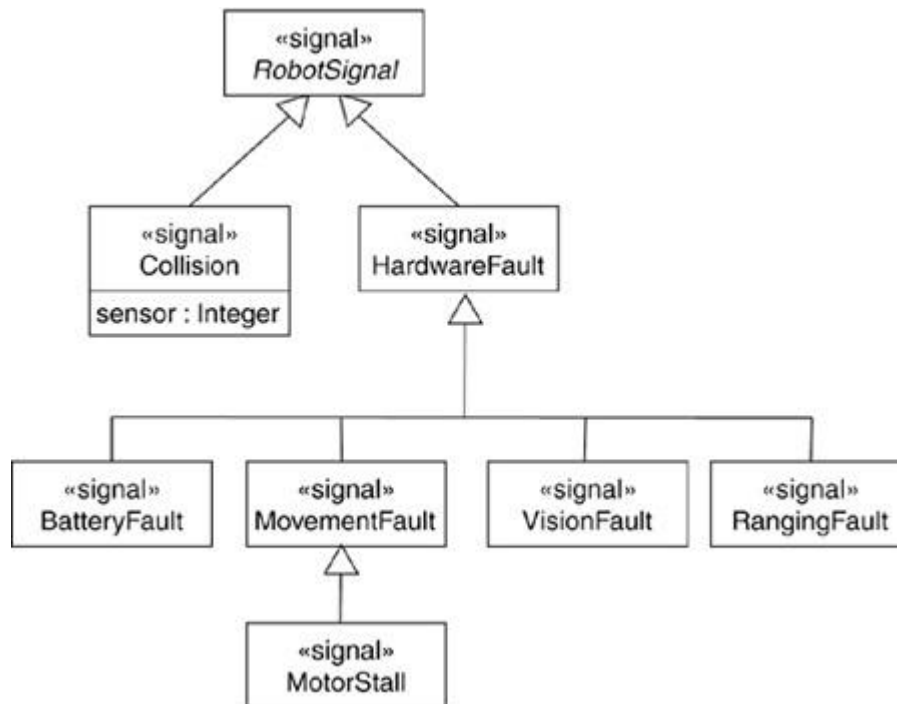 «signal»
RobotSignal
«signal»
Collision
sensor : Integer
«signal»
HardwareFault
«signal»
BatteryFault
«signal»
MovementFault
«signal»
VisionFault
«signal»
RangingFault
«signal»
MotorStall